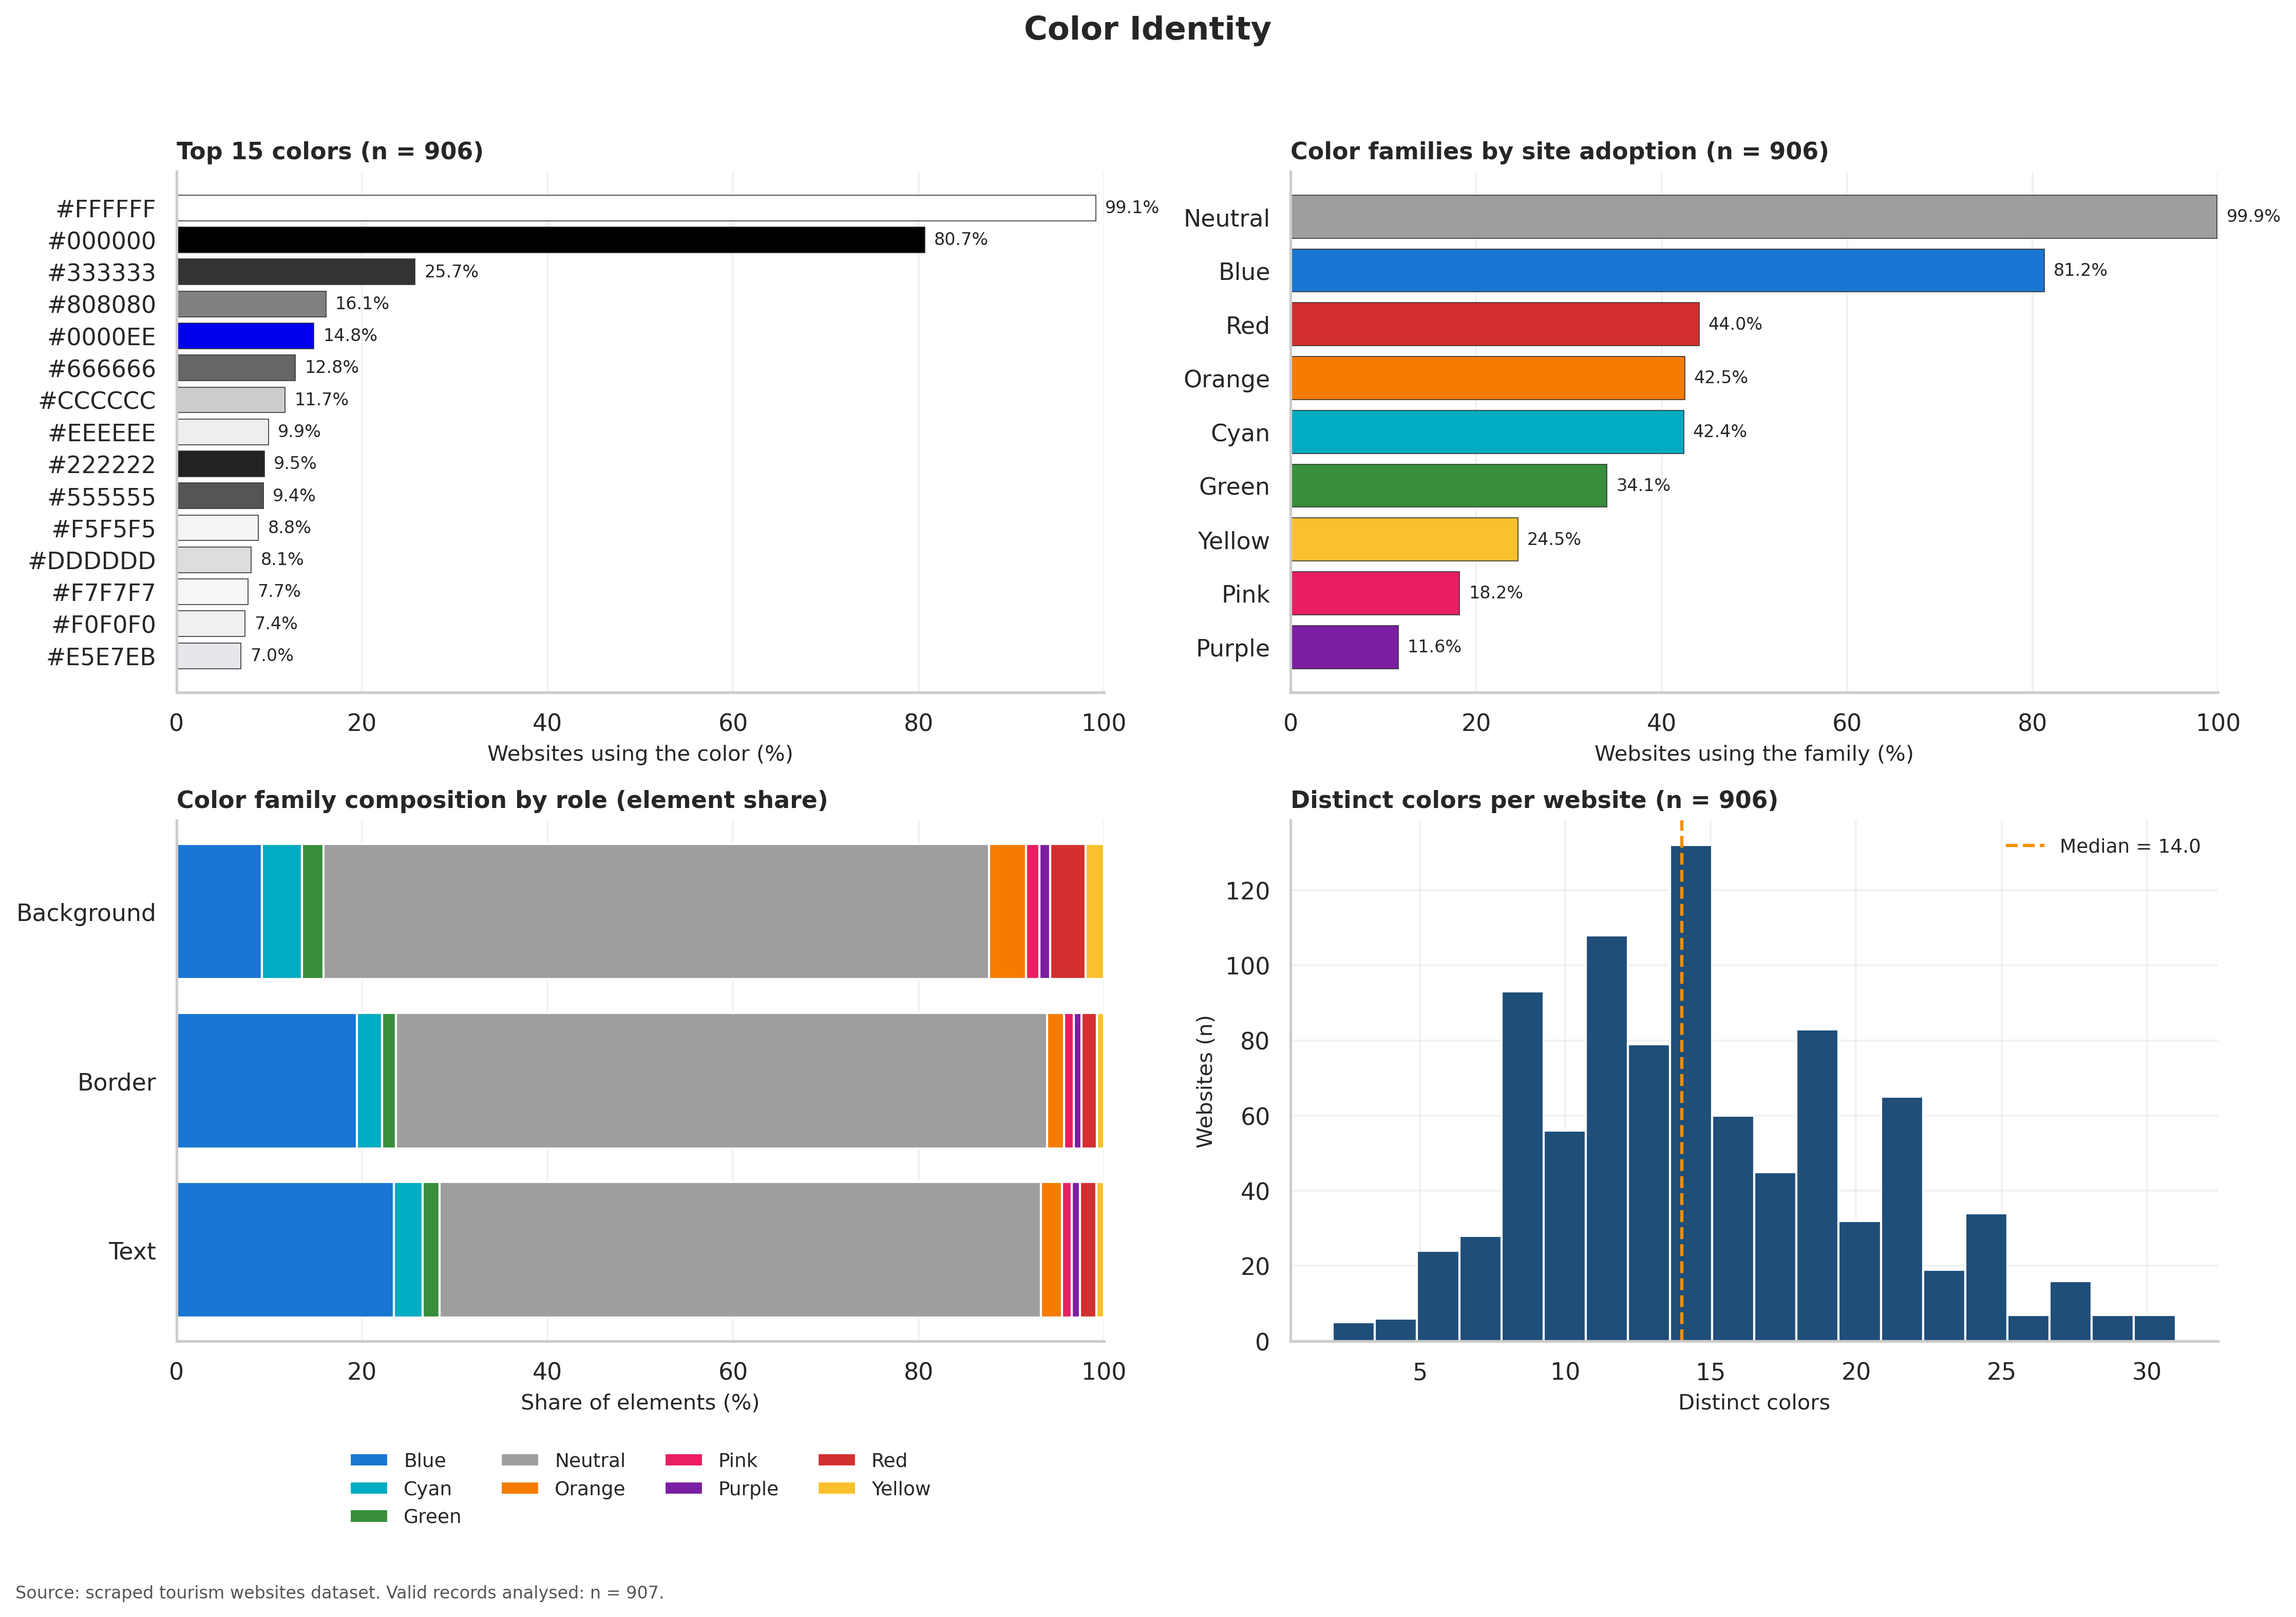 Color Identity
Top 15 colors (n = 906)
#FFFFFF 99.1%
#000000 80.7%
#333333 25.7%
#808080 16.1%
#0000EE 14.8%
#666666 12.8%
#CCCCCC 11.7%
#EEEEEE 9.9%
#222222 9.5%
#555555 9.4%
#F5F5F5 8.8%
#DDDDDD 8.1%
#F7F7F7 7.7%
#F0F0F0 7.4%
#E5E7EB 7.0%
0 20 40 60 80 100
Websites using the color (%)
Color families by site adoption (n = 906)
Neutral 99.9%
Blue 81.2%
Red 44.0%
Orange 42.5%
Cyan 42.4%
Green 34.1%
Yellow 24.5%
Pink 18.2%
Purple 11.6%
0 20 40 60 80 100
Websites using the family (%)
Color family composition by role (element share)
Background
Border
Text
0 20 40 60 80 100
Share of elements (%)
Blue Neutral Pink Red
Cyan Orange Purple Yellow
Green
Distinct colors per website (n = 906)
Median = 14.0
Websites (n)
120
100
80
60
40
20
0
5 10 15 20 25 30
Distinct colors
Source: scraped tourism websites dataset. Valid records analysed: n = 907.